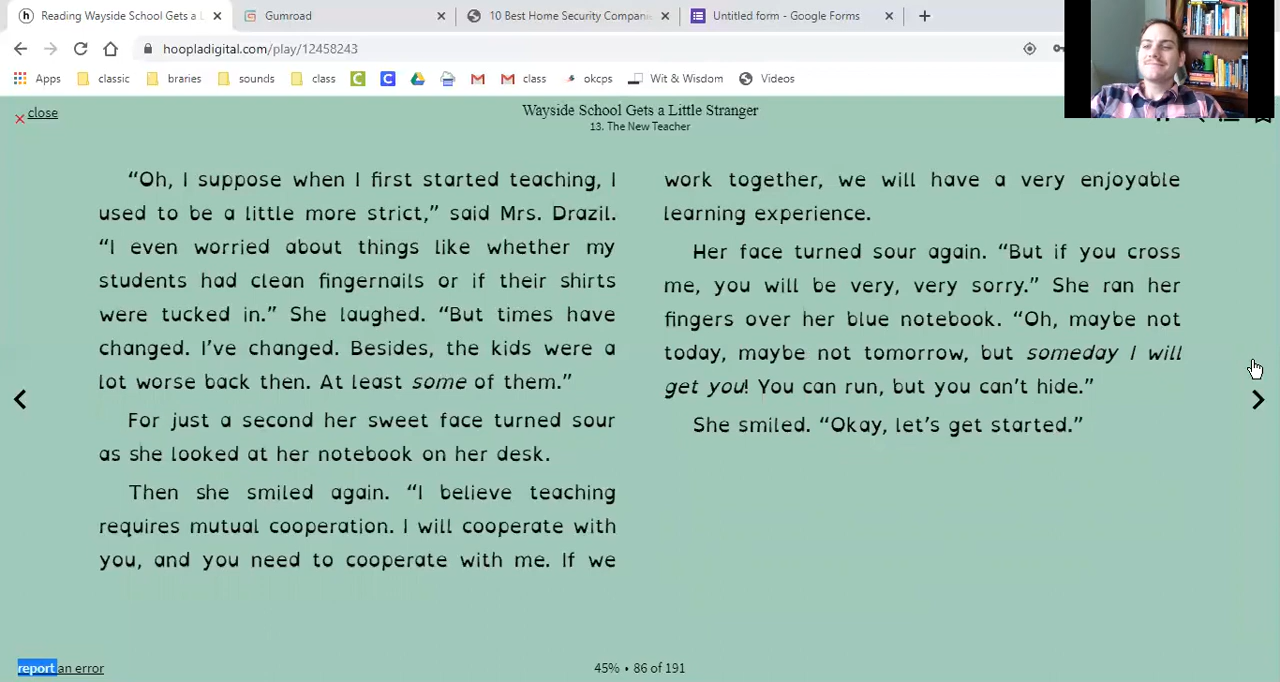 Reading Wayside School Gets a L
Gumroad
10 Best Home Security Compan
Untitled form - Google Forms
hoopladigital.com/play/12458243
Apps
classic
braries
sounds
class
class
okcps
Wit & Wisdom
Videos
close
Wayside School Gets a Little Stranger
13. The New Teacher
“Oh, I suppose when I first started teaching, I
used to be a little more strict,” said Mrs. Drazil.
“I even worried about things like whether my
students had clean fingernails or if their shirts
were tucked in.” She laughed. “But times have
changed. I’ve changed. Besides, the kids were a
lot worse back then. At least some of them.”
For just a second her sweet face turned sour
as she looked at her notebook on her desk.
Then she smiled again. “I believe teaching
requires mutual cooperation. I will cooperate with
you, and you need to cooperate with me. If we
work together, we will have a very enjoyable
learning experience.
Her face turned sour again. “But if you cross
me, you will be very, very sorry.” She ran her
fingers over her blue notebook. “Oh, maybe not
today, maybe not tomorrow, but someday I will
get you! You can run, but you can’t hide.”
She smiled. “Okay, let’s get started.”
report an error
45% • 86 of 191